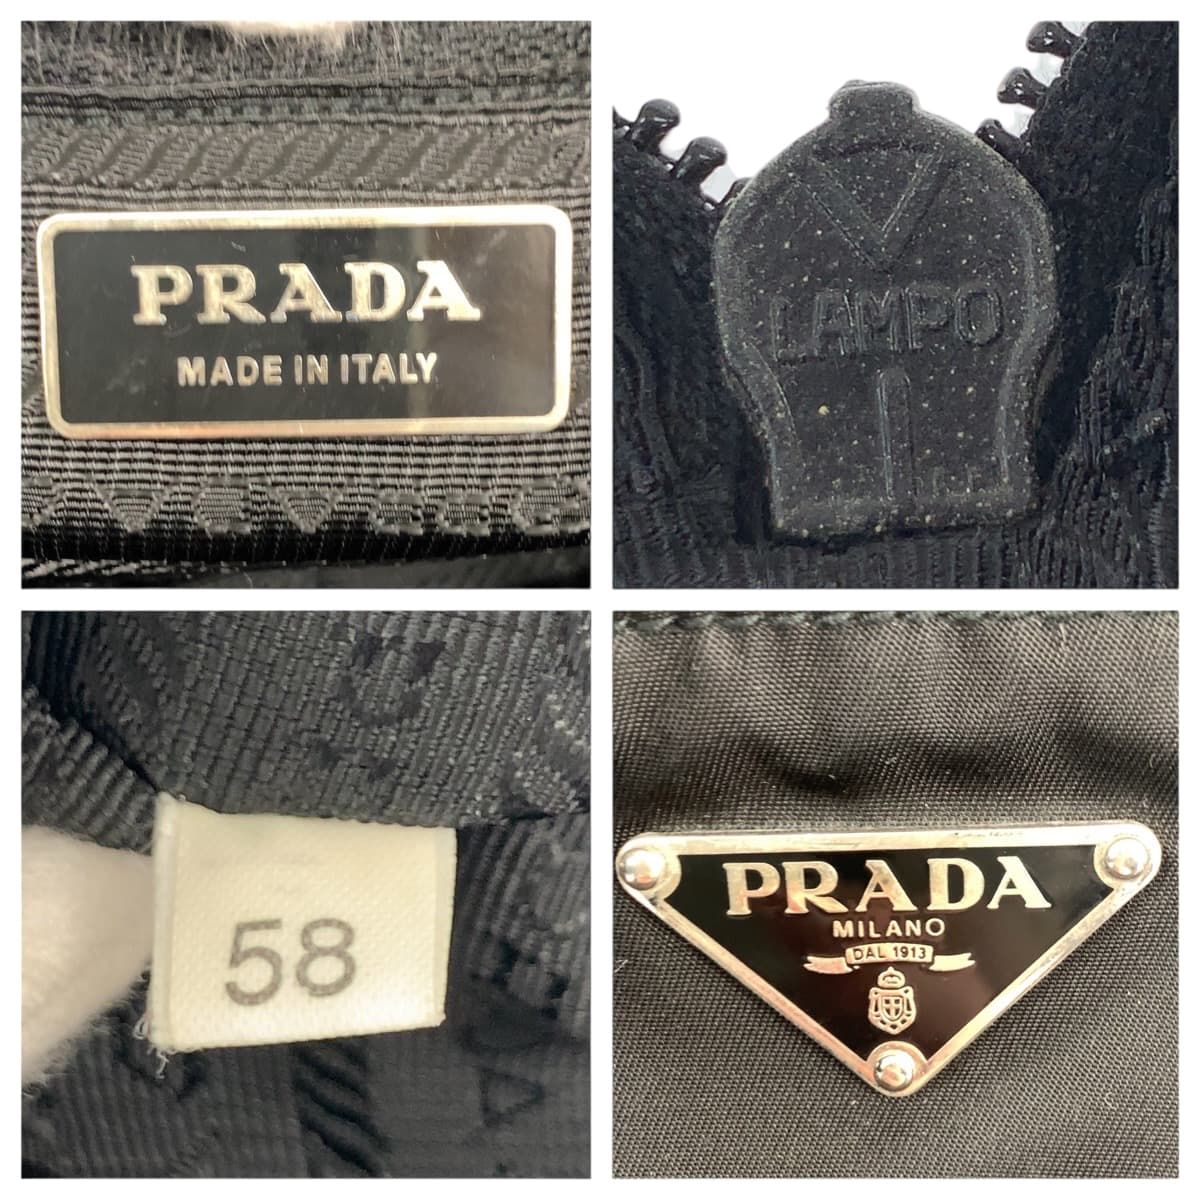 PRADA
MADE IN ITALY
LAMPO
58
PRADA
MILANO
DAL 1913